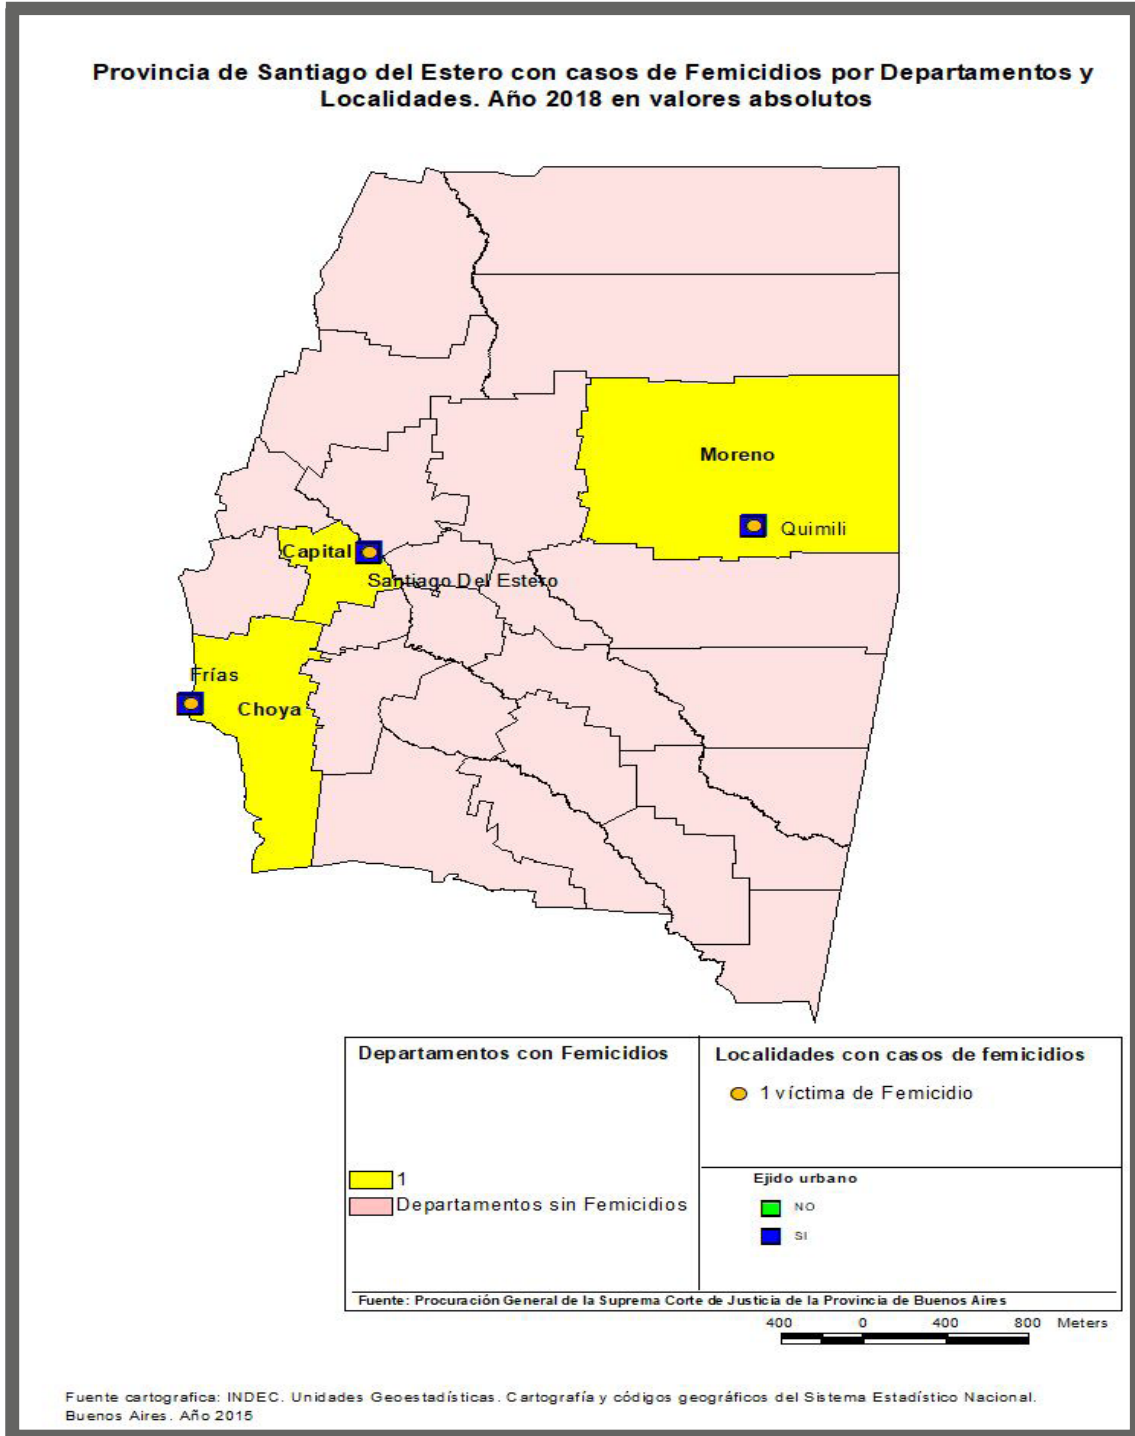 Provincia de Santiago del Estero con casos de Femicidios por Departamentos y
Localidades. Año 2018 en valores absolutos
Moreno
Quimili
Capital
Santiago Del Estero
Frías
Choya
Departamentos con Femicidios
1
Departamentos sin Femicidios
Localidades con casos de femicidios
1 víctima de Femicidio
Ejido urbano
NO
SI
Fuente: Procuración General de la Suprema Corte de Justicia de la Provincia de Buenos Aires
400 0 400 800 Meters
Fuente cartografica: INDEC. Unidades Geoestadísticas. Cartografía y códigos geográficos del Sistema Estadístico Nacional.
Buenos Aires. Año 2015